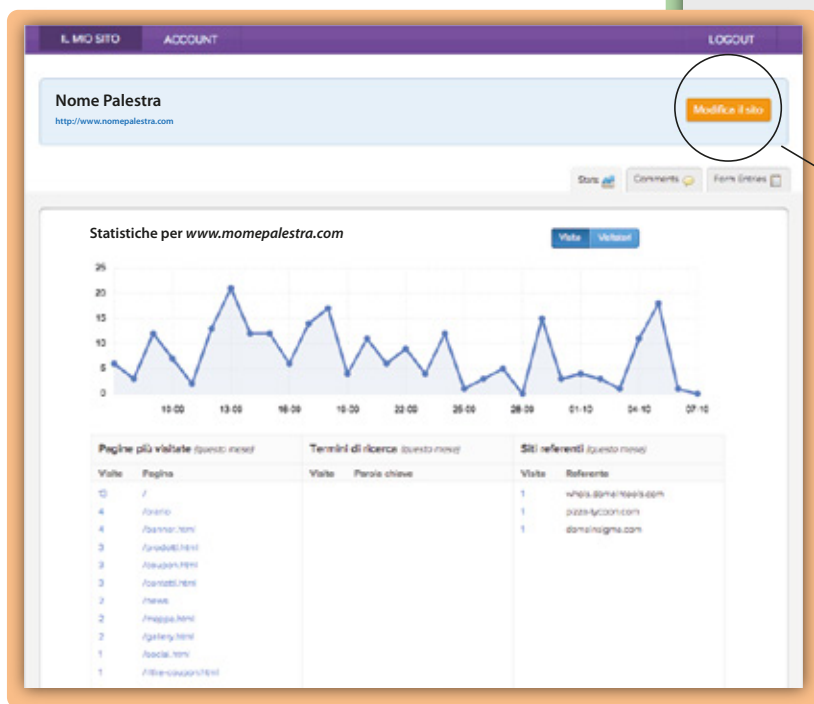 IL MIO SITO ACCOUNT LOGOUT
Nome Palestra
http://www.nomepalestra.com
Modifica il sito
Stats Comments Form Entries
Statistiche per www.momepalestra.com
Visite Visitatori
25
20
15
10
5
0
10-09 13-09 16-09 19-09 22-09 25-09 28-09 01-10 04-10 07-10
Pagine più visitate (questo mese) Termini di ricerca (questo mese) Siti referenti (questo mese)
Visite Pagina Visite Parola chiave Visite Referente
10 / 1 whois.domaintools.com
4 /orario 1 pizza-tycoon.com
4 /banner.html 1 domainsigma.com
3 /prodotti.html
3 /coupon.html
3 /contatti.html
2 /news
2 /mappa.html
2 /gallery.html
1 /social.html
1